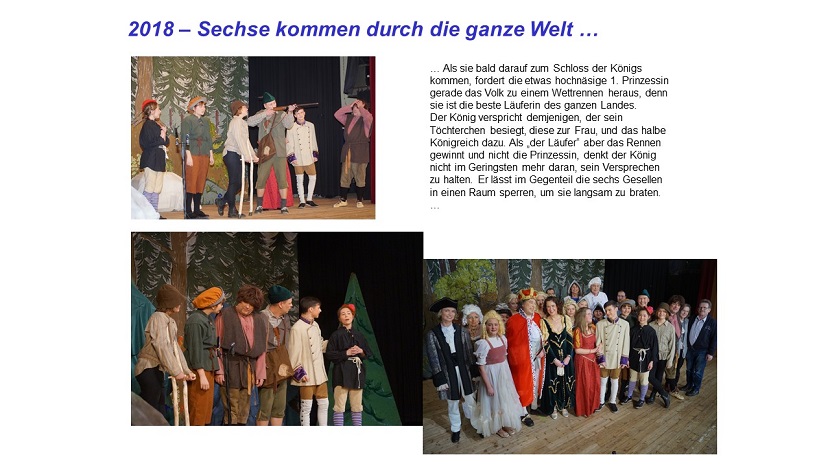 2018 – Sechse kommen durch die ganze Welt …
… Als sie bald darauf zum Schloss der Königs
kommen, fordert die etwas hochnäsige 1. Prinzessin
gerade das Volk zu einem Wettrennen heraus, denn
sie ist die beste Läuferin des ganzen Landes.
Der König verspricht demjenigen, der sein
Töchterchen besiegt, diese zur Frau, und das halbe
Königreich dazu. Als „der Läufer" aber das Rennen
gewinnt und nicht die Prinzessin, denkt der König
nicht im Geringsten mehr daran, sein Versprechen
zu halten. Er lässt im Gegenteil die sechs Gesellen
in einen Raum sperren, um sie langsam zu braten.
…